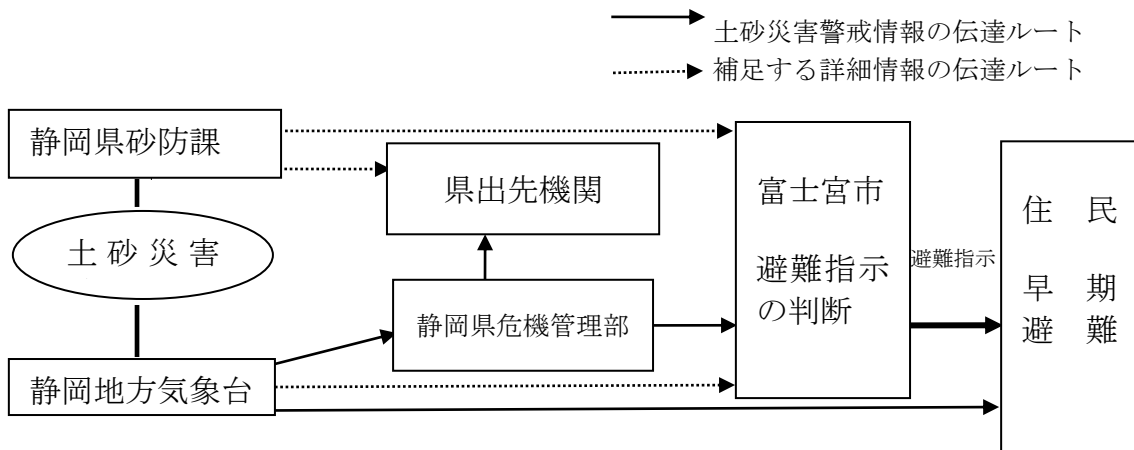 土砂災害警戒情報の伝達ルート
補足する詳細情報の伝達ルート
静岡県砂防課
県出先機関
富士宮市
避難指示
の判断
住 民
早 期
避 難
土 砂 災 害
避難指示
静岡県危機管理部
静岡地方気象台